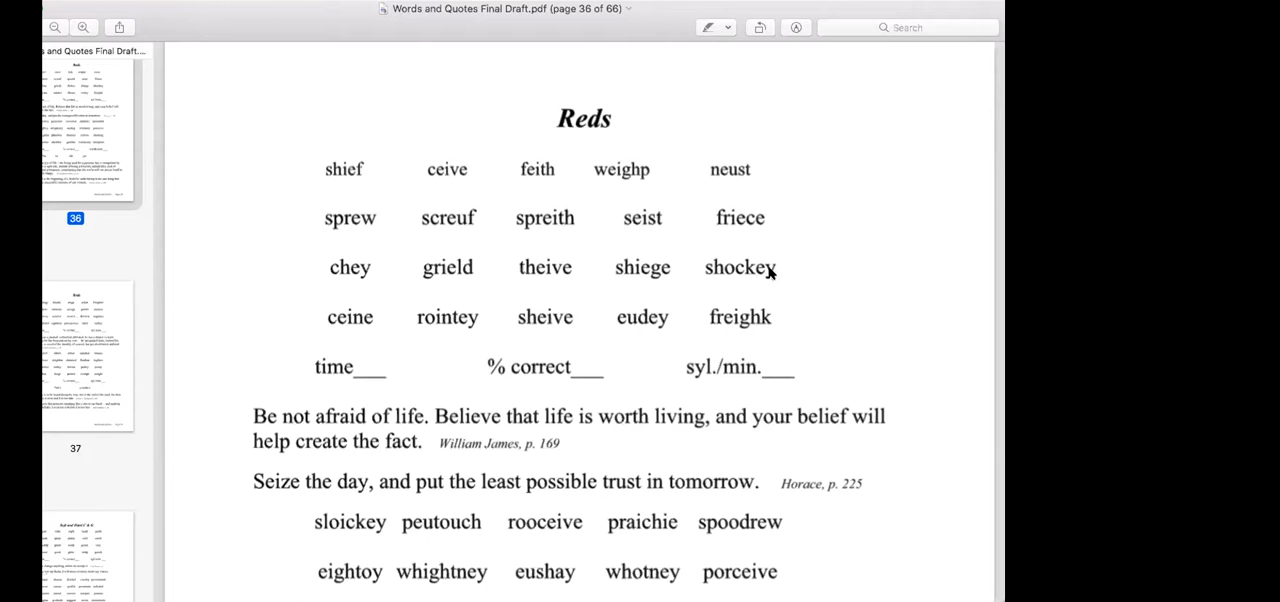 Words and Quotes Final Draft.pdf (page 36 of 66)
Search
s and Quotes Final Draft....
36
37
Reds
shief ceive feith weighp neust
sprew screuf spreith seist friece
chey grield theive shiege shockey
ceine rointey sheive eudey freighk
time___ % correct___ syl./min.___
Be not afraid of life. Believe that life is worth living, and your belief will
help create the fact. William James, p. 169
Seize the day, and put the least possible trust in tomorrow. Horace, p. 225
sloickey peutouch rooceive praichie spoodrew
eightoy whightney eushay whotney porceive